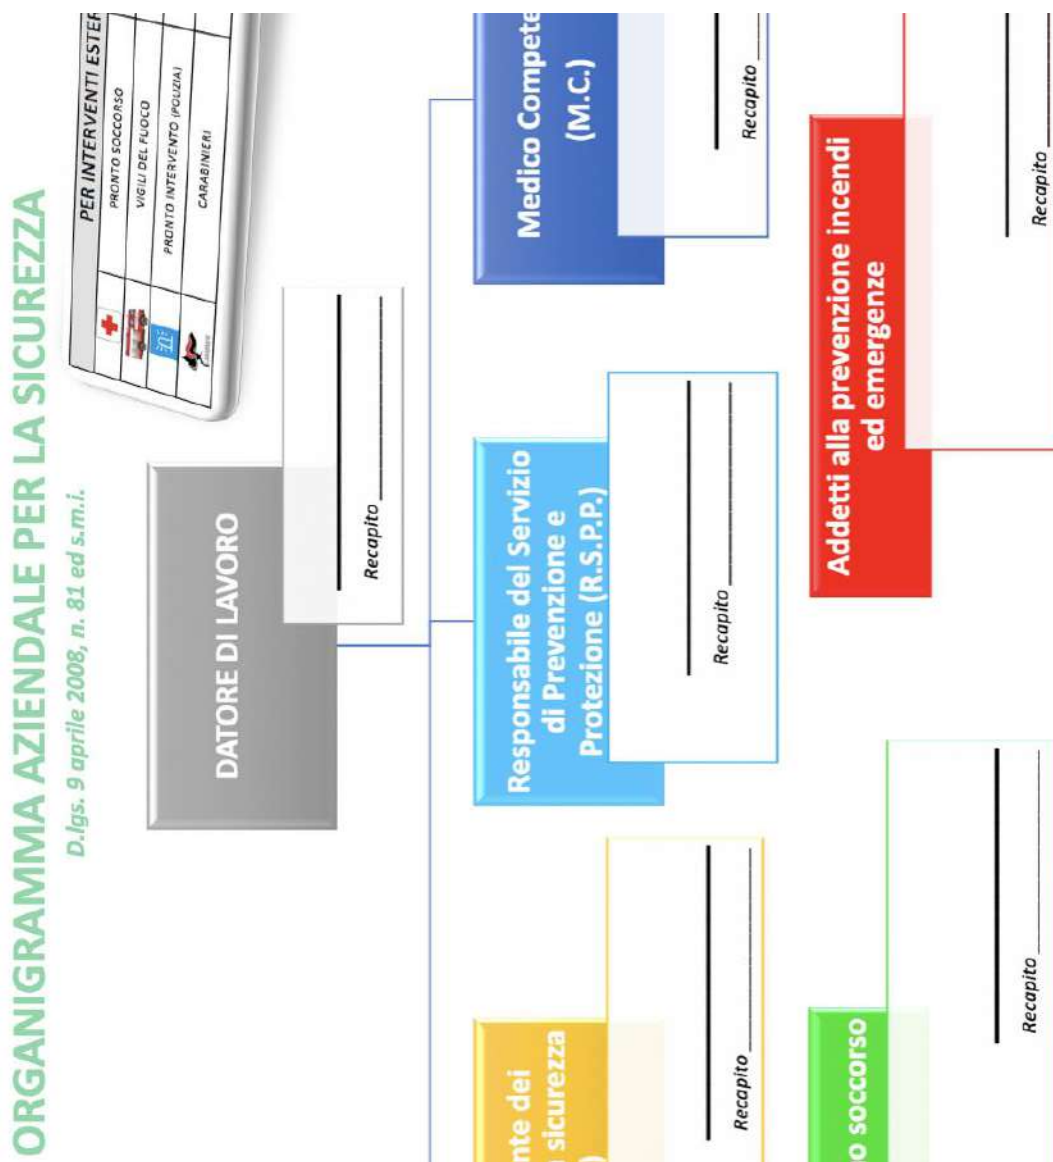 ORGANIGRAMMA AZIENDALE PER LA SICUREZZA
D.lgs. 9 aprile 2008, n. 81 ed s.m.i.
PER INTERVENTI ESTER
PRONTO SOCCORSO
VIGILI DEL FUOCO
PRONTO INTERVENTO (POLIZIA)
CARABINIERI
DATORE DI LAVORO
Recapito
nte dei
sicurezza
)
Recapito
Responsabile del Servizio
di Prevenzione e
Protezione (R.S.P.P.)
Recapito
Medico Compete
(M.C.)
Recapito
o soccorso
Recapito
Addetti alla prevenzione incendi
ed emergenze
Recapito